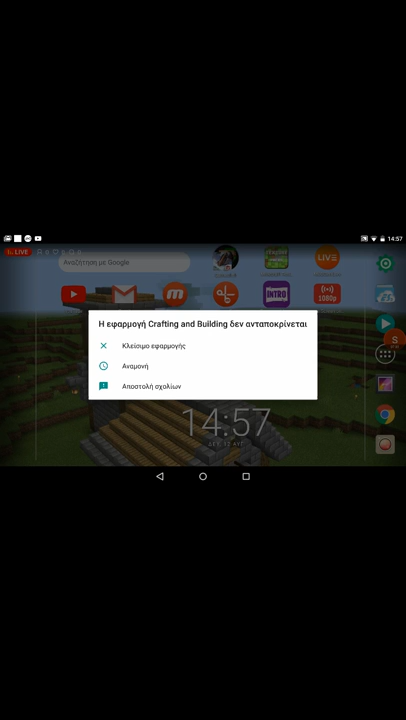 14:57
LIVE
Αναζήτηση με Google
LIVE
INTRO
1080p
Η εφαρμογή Crafting and Building δεν ανταποκρίνεται
Κλείσιμο εφαρμογής
Αναμονή
Αποστολή σχολίων
S
14:57